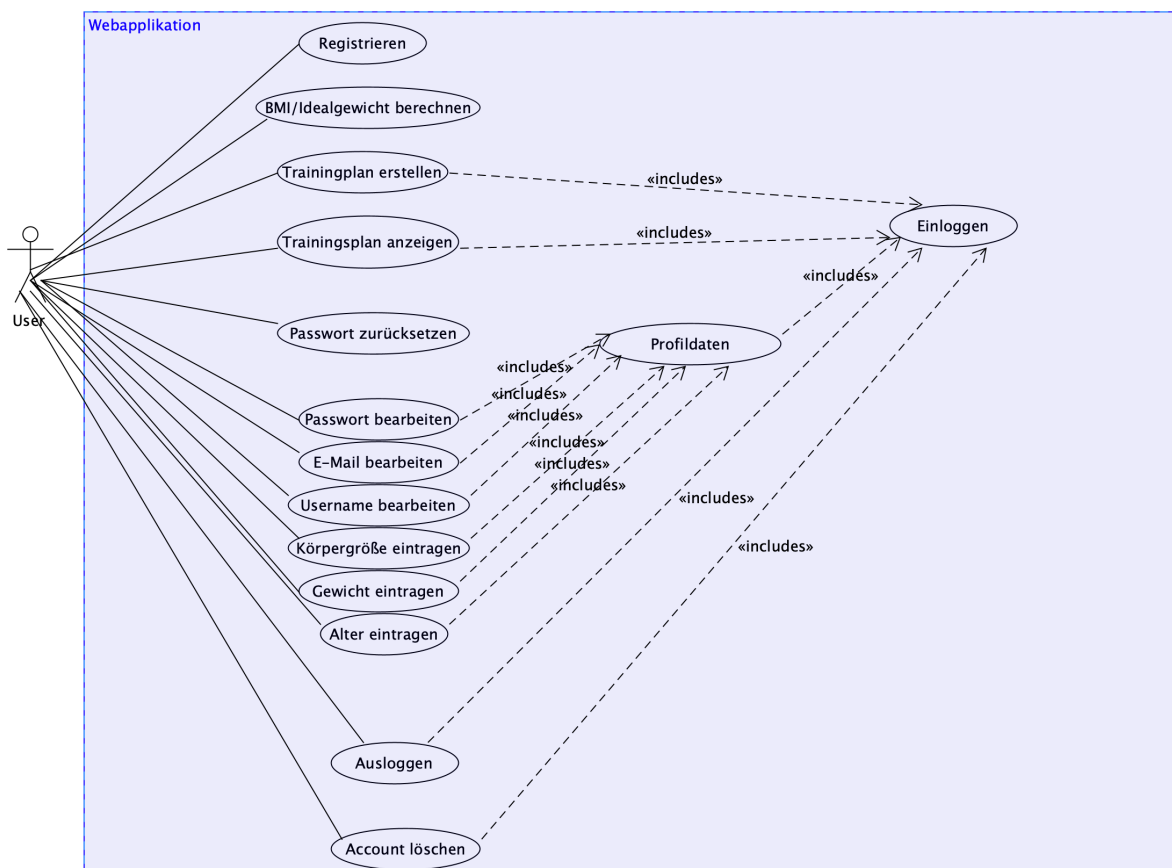 Webapplikation
Registrieren
BMI/Idealgewicht berechnen
Trainingplan erstellen
«includes»
Einloggen
Trainingsplan anzeigen
«includes»
«includes»
User
Passwort zurücksetzen
Profildaten
«includes»
«includes»
Passwort bearbeiten
«includes»
E-Mail bearbeiten
«includes»
«includes»
«includes»
Username bearbeiten
«includes»
Körpergröße eintragen
«includes»
Gewicht eintragen
Alter eintragen
Ausloggen
Account löschen